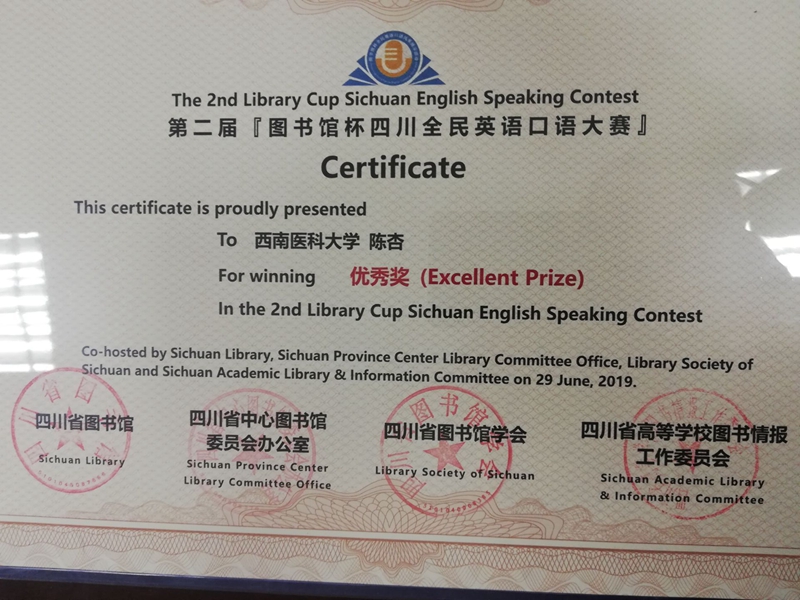 The 2nd Library Cup Sichuan English Speaking Contest
第二届『图书馆杯四川全民英语口语大赛』
Certificate
This certificate is proudly presented
To 西南医科大学 陈杏
For winning 优秀奖 (Excellent Prize)
In the 2nd Library Cup Sichuan English Speaking Contest
Co-hosted by Sichuan Library, Sichuan Province Center Library Committee Office, Library Society of
Sichuan and Sichuan Academic Library & Information Committee on 29 June, 2019.
四川省图书馆
Sichuan Library
四川省中心图书馆
委员会办公室
Sichuan Province Center
Library Committee Office
四川省图书馆学会
Library Society of Sichuan
四川省高等学校图书情报
工作委员会
Sichuan Academic Library
& Information Committee